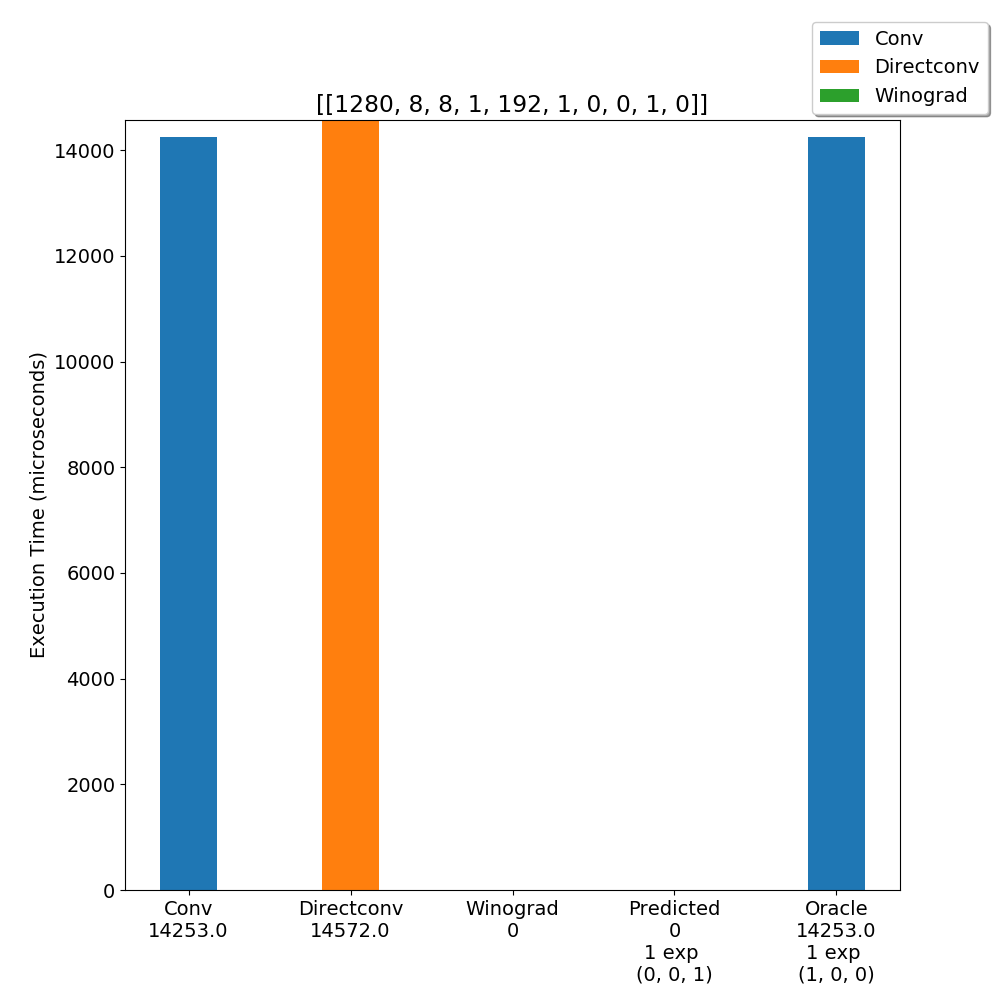 Conv
Directconv
Winograd
[[1280, 8, 8, 1, 192, 1, 0, 0, 1, 0]]
Execution Time (microseconds)
14000
12000
10000
8000
6000
4000
2000
0
Conv
14253.0
Directconv
14572.0
Winograd
0
Predicted
0
1 exp
(0, 0, 1)
Oracle
14253.0
1 exp
(1, 0, 0)